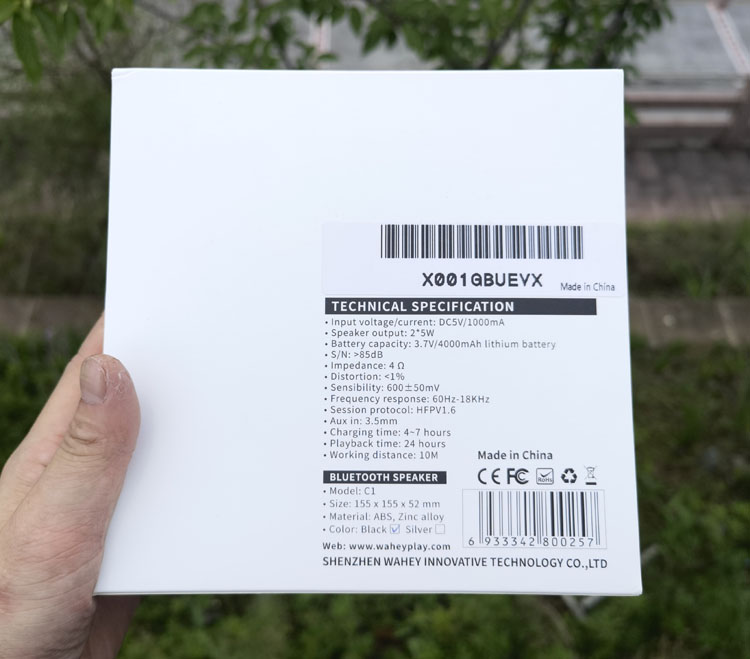 X001GBUEVX
Made in China
TECHNICAL SPECIFICATION
• Input voltage/current: DC5V/1000mA
• Speaker output: 2*5W
• Battery capacity: 3.7V/4000mAh lithium battery
• S/N: >85dB
• Impedance: 4 Ω
• Distortion: <1%
• Sensibility: 600±50mV
• Frequency response: 60Hz-18KHz
• Session protocol: HFPV1.6
• Aux in: 3.5mm
• Charging time: 4~7 hours
• Playback time: 24 hours
• Working distance: 10M
Made in China
CE FC RoHS
BLUETOOTH SPEAKER
• Model: C1
• Size: 155 x 155 x 52 mm
• Material: ABS, Zinc alloy
• Color: Black ☑ Silver ☐
6 933342 800257
Web: www.waheyplay.com
SHENZHEN WAHEY INNOVATIVE TECHNOLOGY CO.,LTD